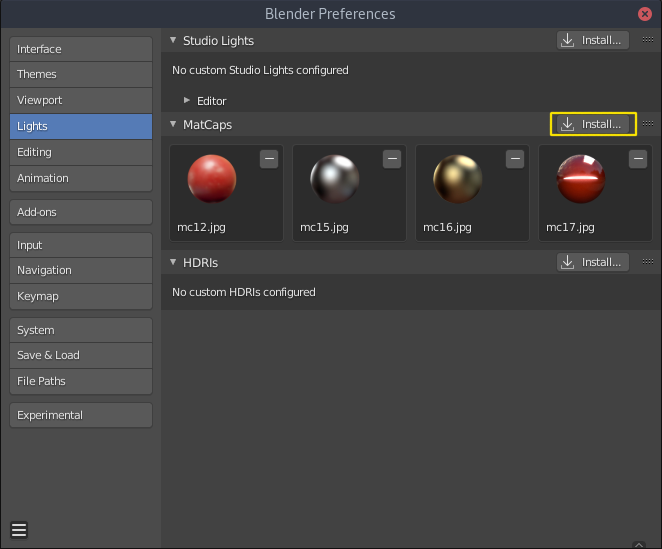 Blender Preferences
Interface
Themes
Viewport
Lights
Editing
Animation
Add-ons
Input
Navigation
Keymap
System
Save & Load
File Paths
Experimental
Studio Lights
Install...
No custom Studio Lights configured
Editor
MatCaps
Install...
mc12.jpg
mc15.jpg
mc16.jpg
mc17.jpg
HDRIs
Install...
No custom HDRIs configured